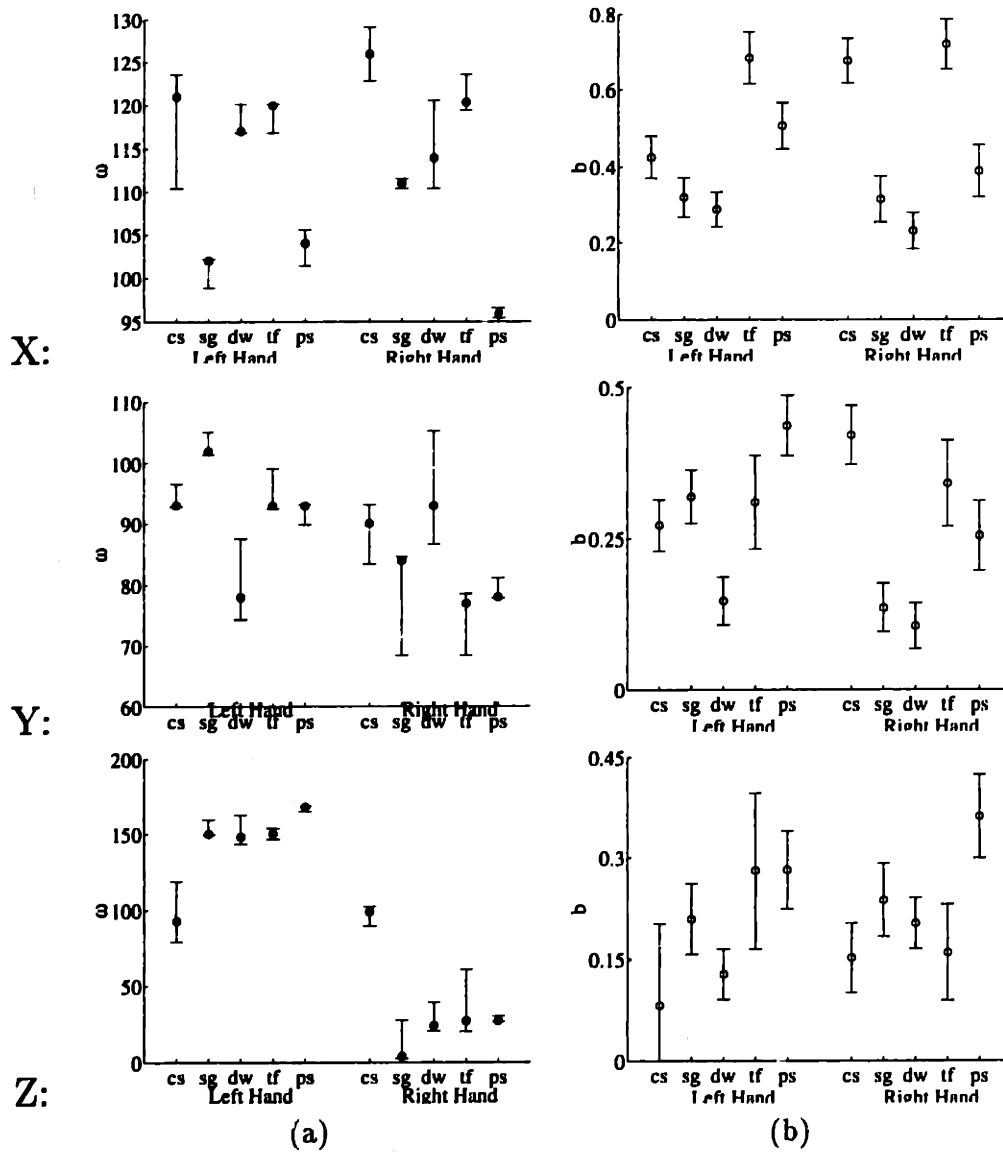 130
125
120
115
110
105
100
95
ω
cs sg dw tf ps cs sg dw tf ps
Left Hand Right Hand
0.8
0.6
0.4
0.2
0
b
cs sg dw tf ps cs sg dw tf ps
Left Hand Right Hand
X:
110
100
90
80
70
60
ω
Left Hand Right Hand
cs sg dw tf ps cs sg dw tf ps
0.5
0.25
0
b
cs sg dw tf ps cs sg dw tf ps
Left Hand Right Hand
Y:
200
150
100
50
0
ω
cs sg dw tf ps cs sg dw tf ps
Left Hand Right Hand
0.45
0.3
0.15
0
b
cs sg dw tf ps cs sg dw tf ps
Left Hand Right Hand
Z:
(a) (b)